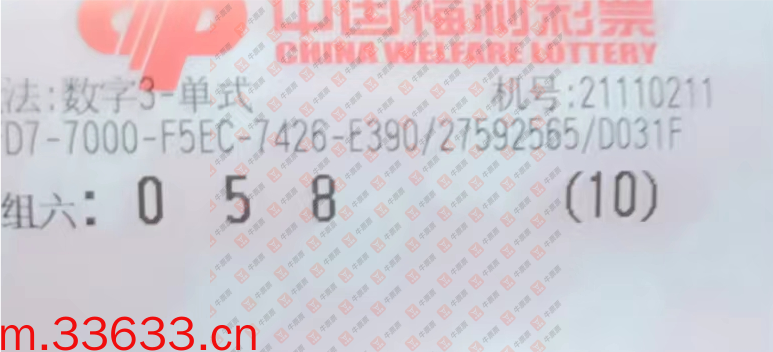 中国福利彩票
CHINA WELFARE LOTTERY
法:数字3-单式 机号:21110211
D7-7000-F5EC-7426-E390/27592565/D031F
组六: 0 5 8 (10)
m.33633.cn